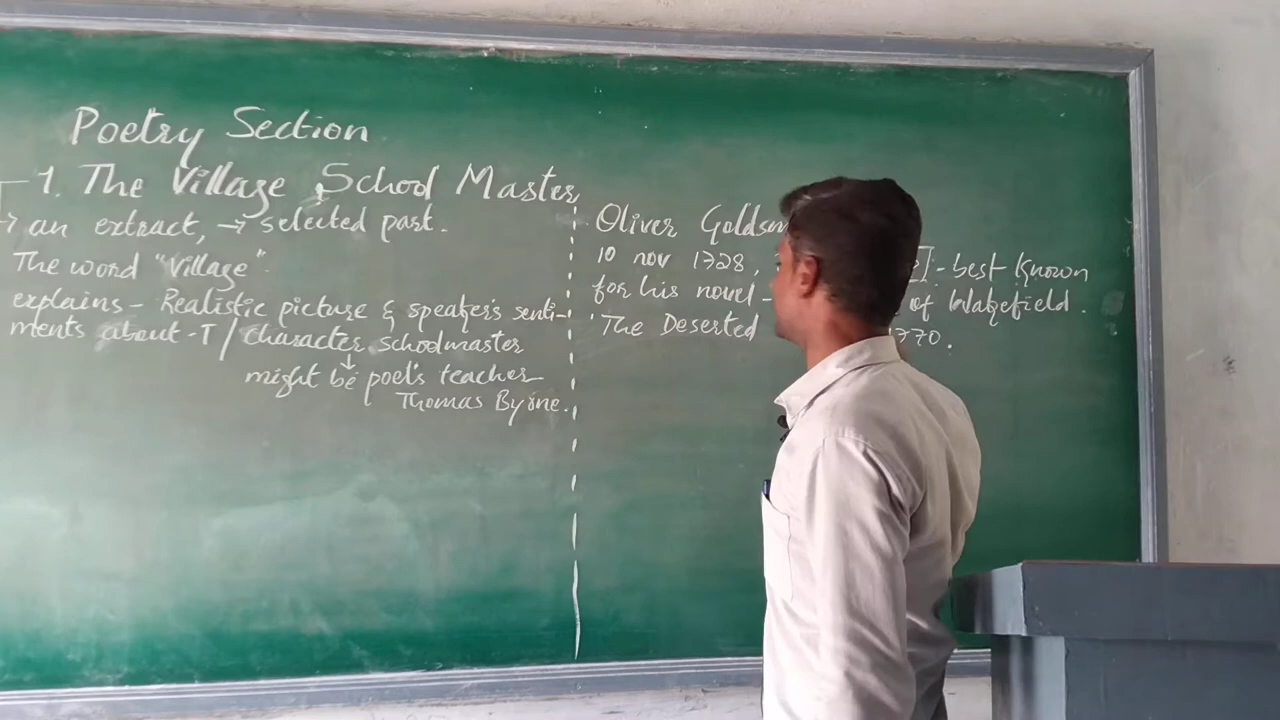 Poetry Section
1. The Village School Master
→ an extract, → selected part.
The word "Village".
explains - Realistic picture & speaker's senti-
ments about - T / character schoolmaster
↓
might be poet's teacher
Thomas Byrne.
Oliver
10 nov 1728, - best known
for his novel - of Wakefield.
'The Deserted 1770.